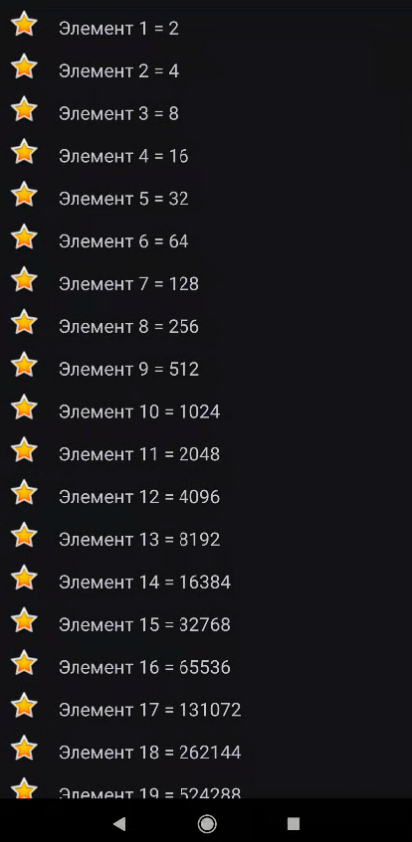 Элемент 1 = 2
Элемент 2 = 4
Элемент 3 = 8
Элемент 4 = 16
Элемент 5 = 32
Элемент 6 = 64
Элемент 7 = 128
Элемент 8 = 256
Элемент 9 = 512
Элемент 10 = 1024
Элемент 11 = 2048
Элемент 12 = 4096
Элемент 13 = 8192
Элемент 14 = 16384
Элемент 15 = 32768
Элемент 16 = 65536
Элемент 17 = 131072
Элемент 18 = 262144
Элемент 19 = 524288